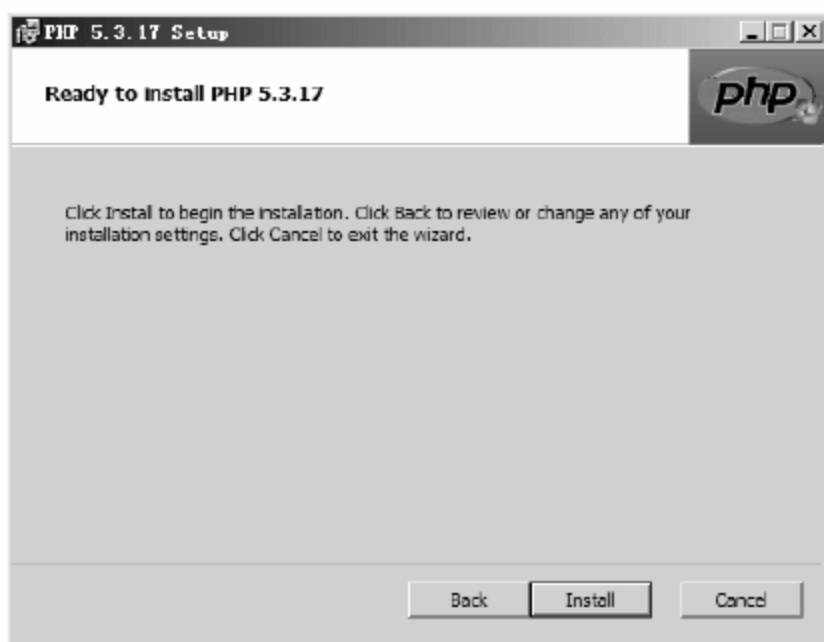 PHP 5.3.17 Setup
Ready to install PHP 5.3.17
php
Click Install to begin the installation. Click Back to review or change any of your
installation settings. Click Cancel to exit the wizard.
Back
Install
Cancel